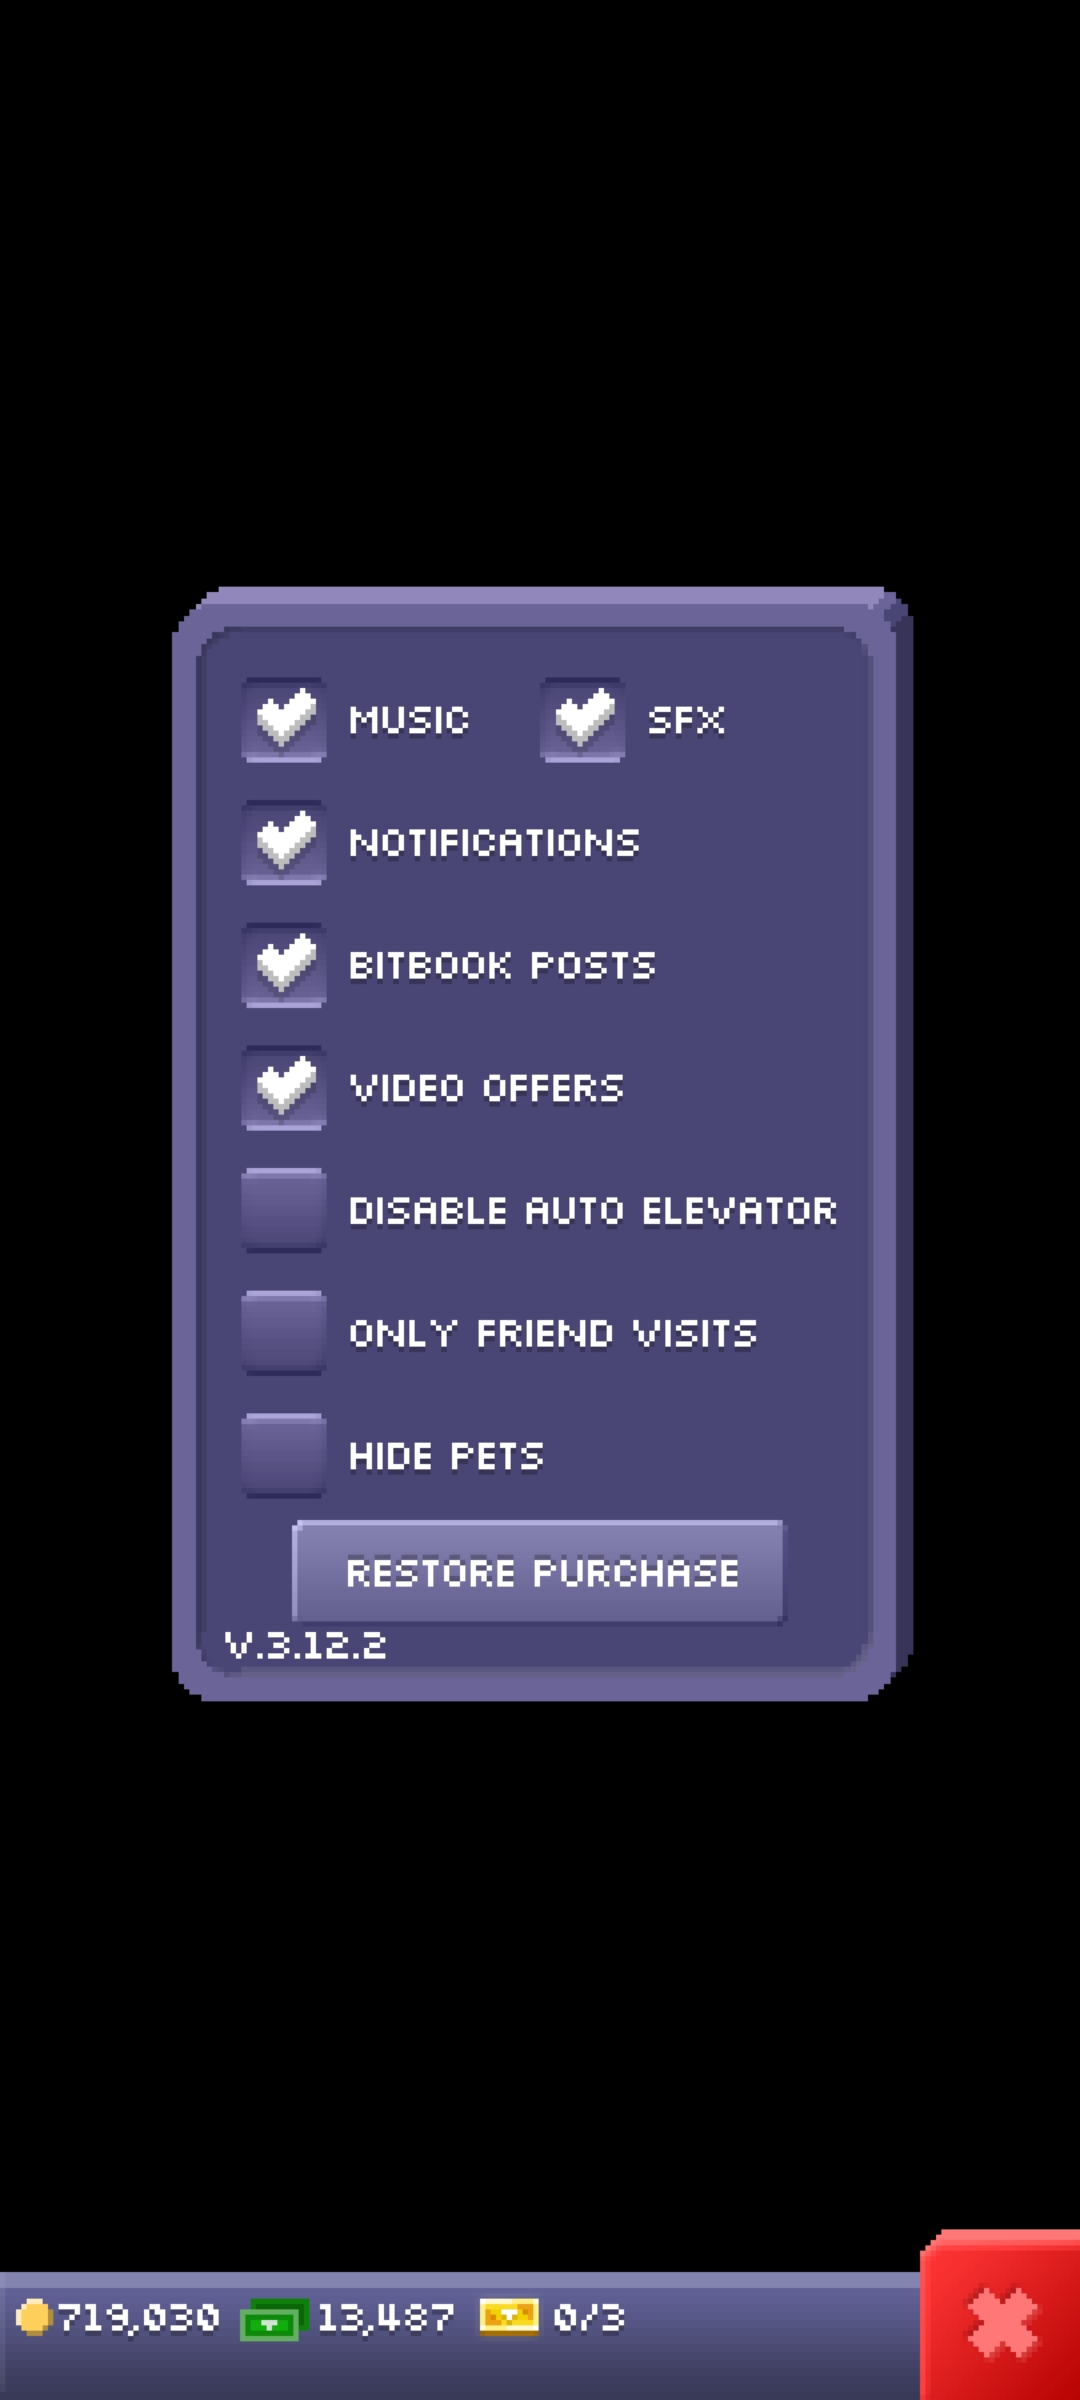 MUSIC SFX
NOTIFICATIONS
BITBOOK POSTS
VIDEO OFFERS
DISABLE AUTO ELEVATOR
ONLY FRIEND VISITS
HIDE PETS
RESTORE PURCHASE
V.3.12.2
719,030 13,487 0/3